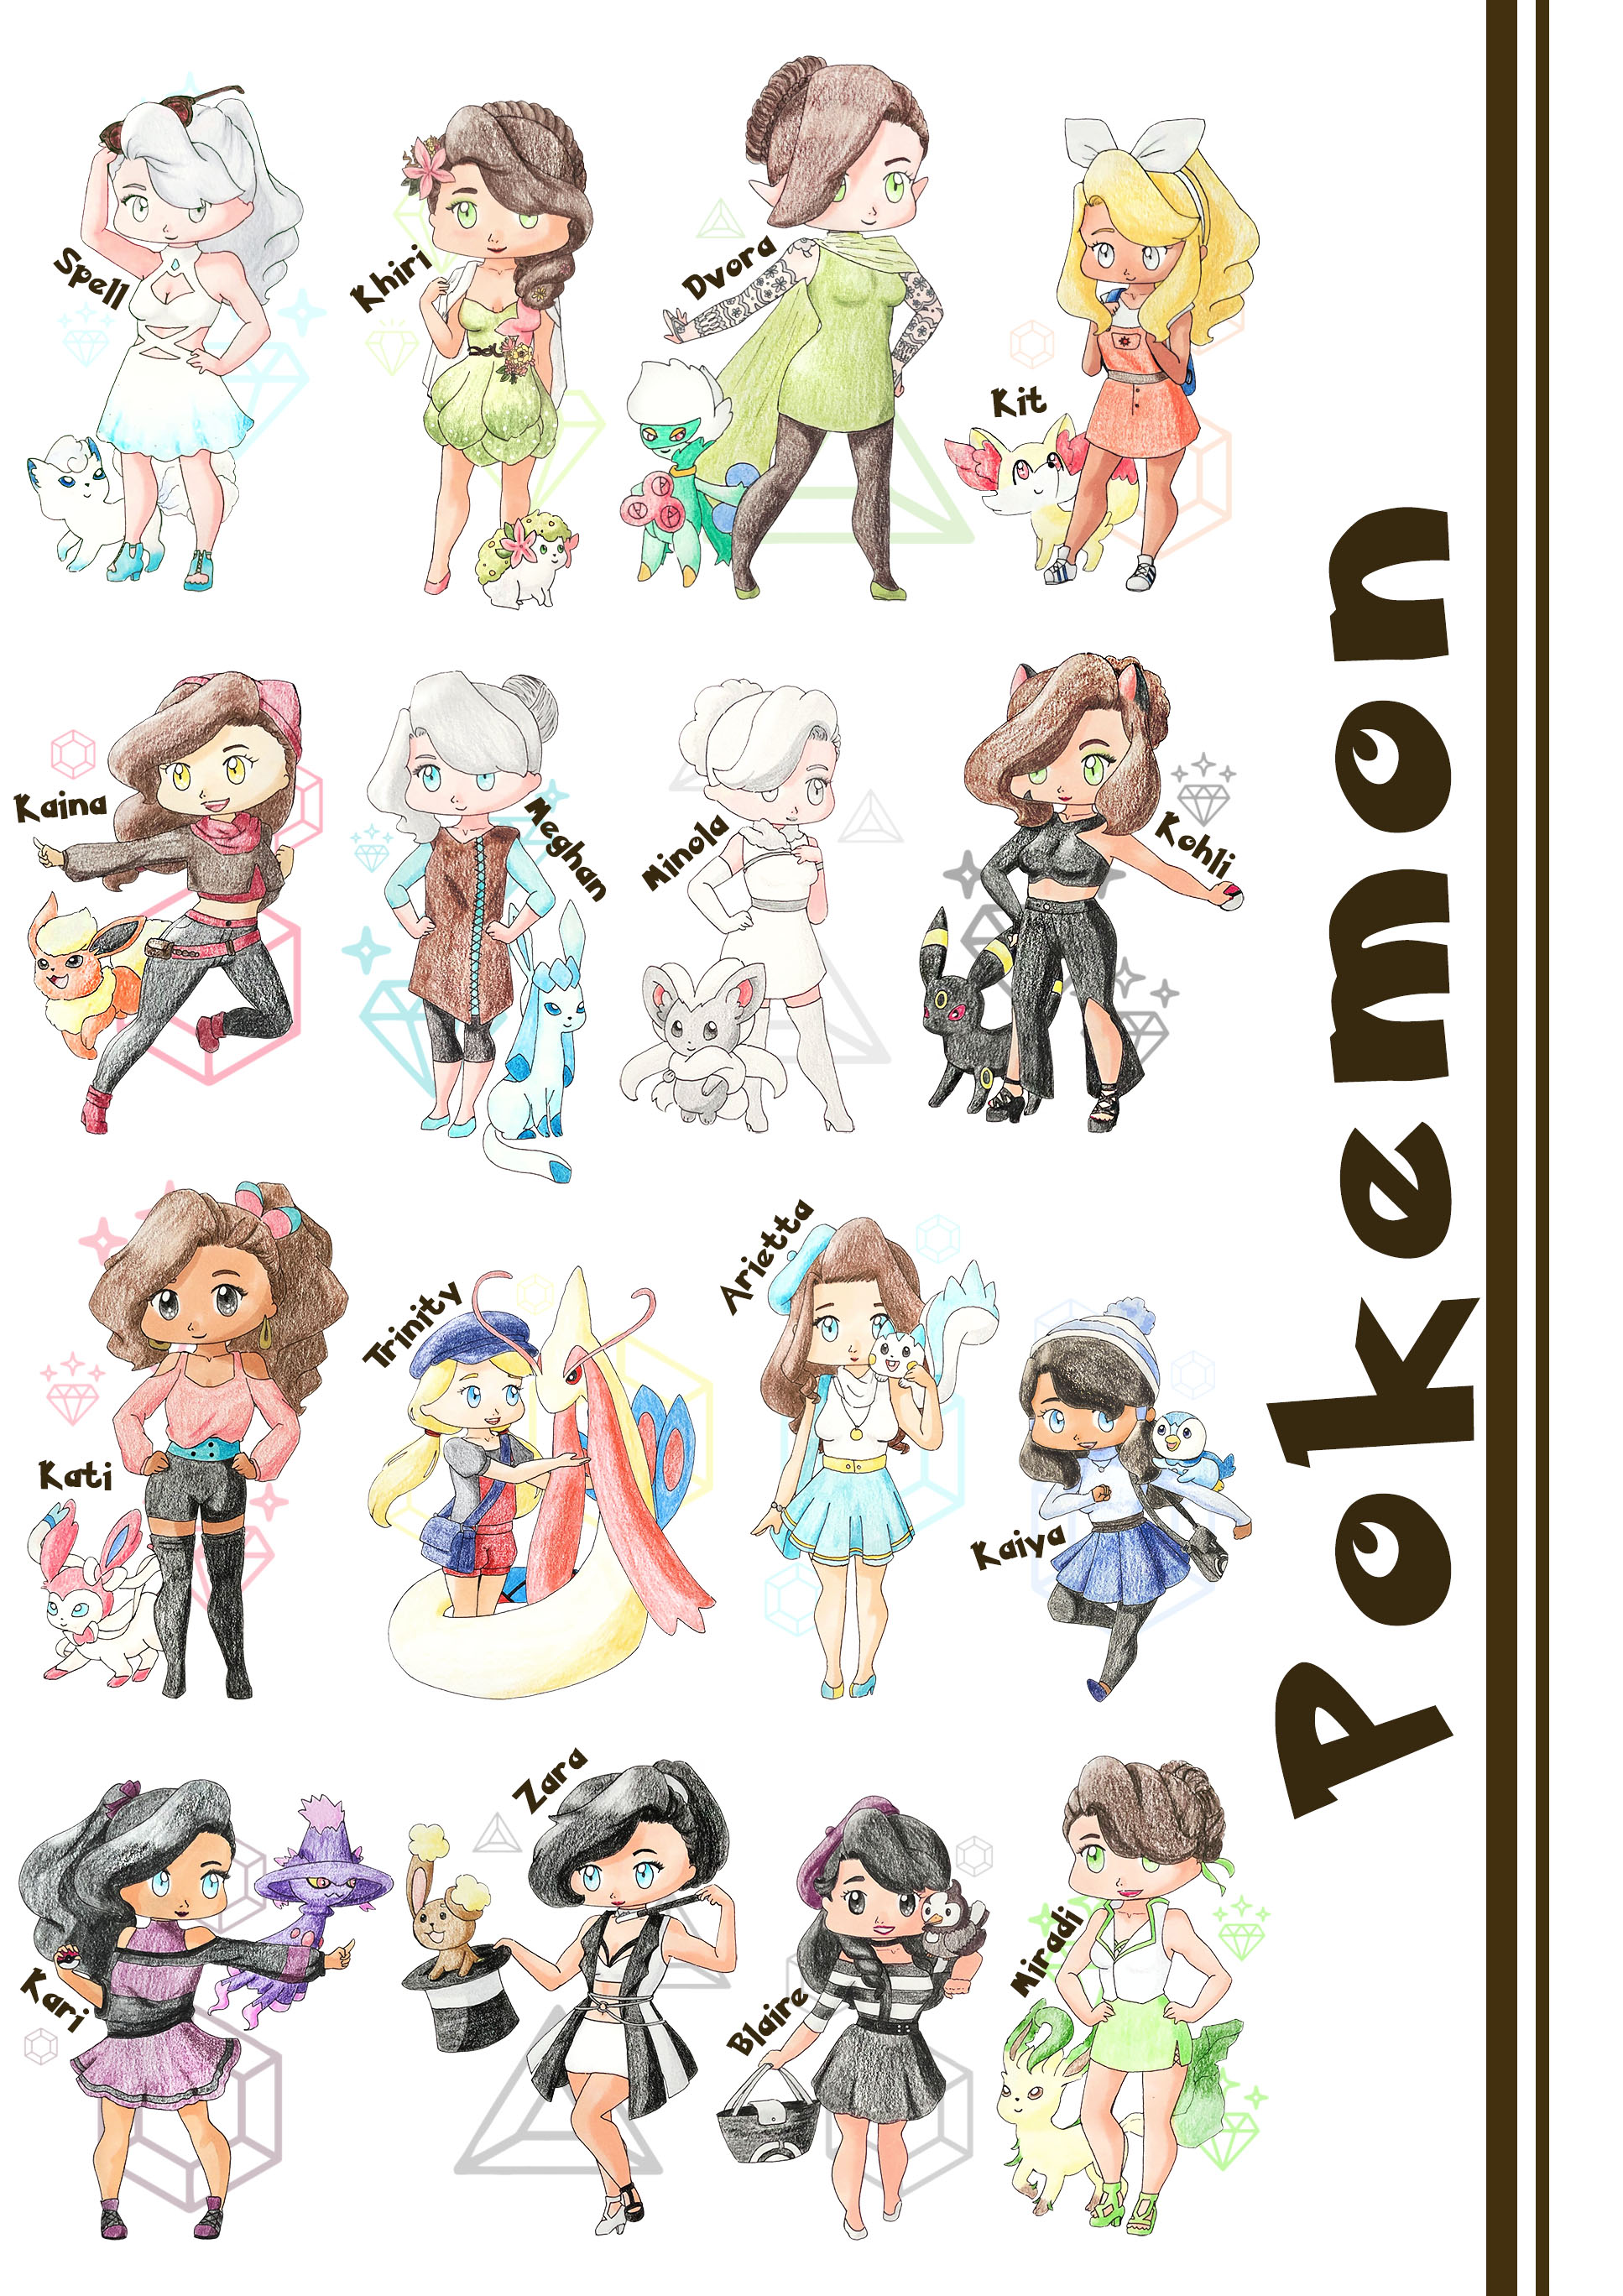 Spell
Khiri
Dvora
Kit
Kaina
Meghan
Minola
Kohli
Kati
Trinity
Arietta
Kaiya
Kari
Zara
Blaire
Miradi
Pokemon